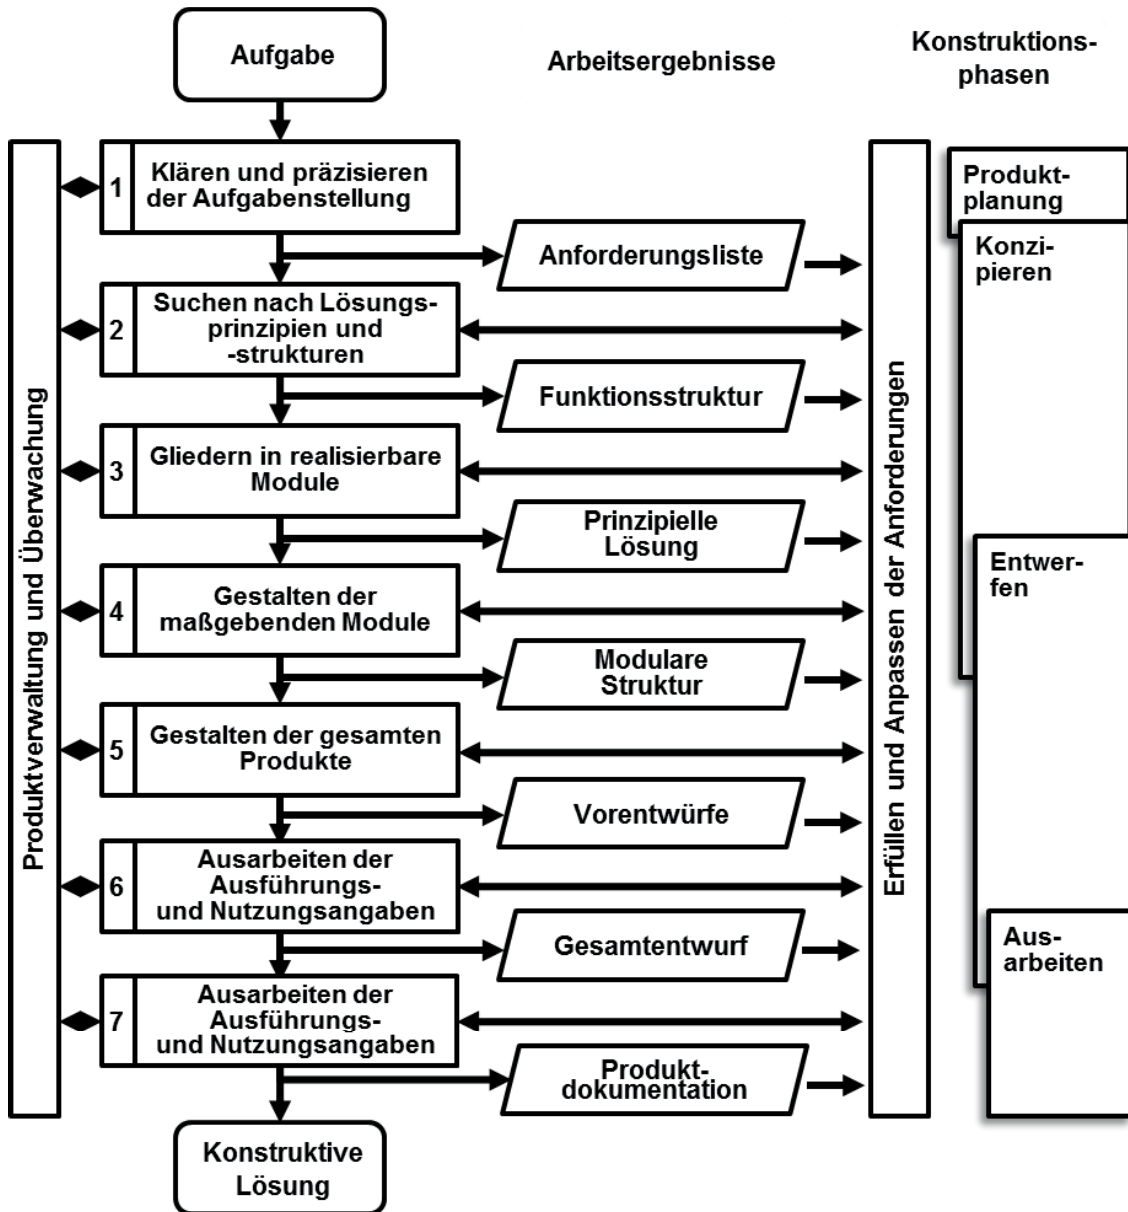 Aufgabe
Arbeitsergebnisse
Konstruktions-
phasen
Produktverwaltung und Überwachung
1
Klären und präzisieren
der Aufgabenstellung
Anforderungsliste
2
Suchen nach Lösungs-
prinzipien und
-strukturen
Funktionsstruktur
3
Gliedern in realisierbare
Module
Prinzipielle
Lösung
4
Gestalten der
maßgebenden Module
Modulare
Struktur
5
Gestalten der gesamten
Produkte
Vorentwürfe
6
Ausarbeiten der
Ausführungs-
und Nutzungsangaben
Gesamtentwurf
7
Ausarbeiten der
Ausführungs-
und Nutzungsangaben
Produkt-
dokumentation
Konstruktive
Lösung
Erfüllen und Anpassen der Anforderungen
Produkt-
planung
Konzi-
pieren
Entwer-
fen
Aus-
arbeiten